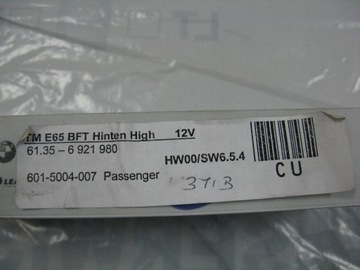 TM E65 BFT Hinten High 12V
61.35 – 6 921 980
HW00/SW6.5.4
601-5004-007 Passenger
371B
CU
LEA